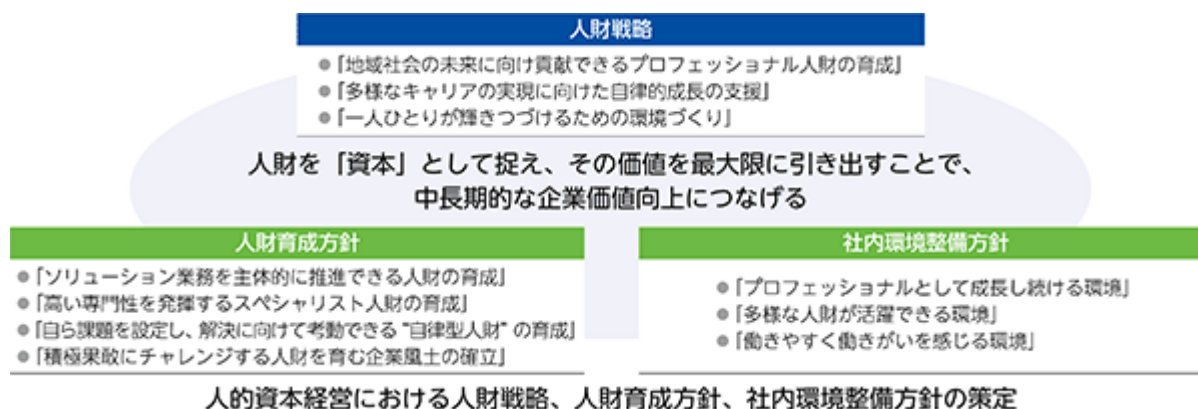 人財戦略
●「地域社会の未来に向け貢献できるプロフェッショナル人財の育成」
●「多様なキャリアの実現に向けた自律的成長の支援」
●「一人ひとりが輝きつづけるための環境づくり」
人財を「資本」として捉え、その価値を最大限に引き出すことで、
中長期的な企業価値向上につなげる
人財育成方針
●「ソリューション業務を主体的に推進できる人財の育成」
●「高い専門性を発揮するスペシャリスト人財の育成」
●「自ら課題を設定し、解決に向けて考動できる“自律型人財”の育成」
●「積極果敢にチャレンジする人財を育む企業風土の確立」
社内環境整備方針
●「プロフェッショナルとして成長し続ける環境」
●「多様な人財が活躍できる環境」
●「働きやすく働きがいを感じる環境」
人的資本経営における人財戦略、人財育成方針、社内環境整備方針の策定